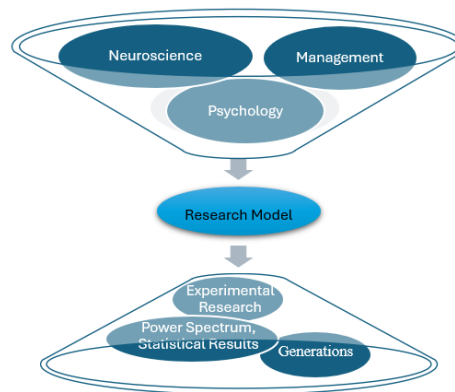 Neuroscience
Management
Psychology
Research Model
Experimental
Research
Power Spectrum,
Statistical Results
Generations